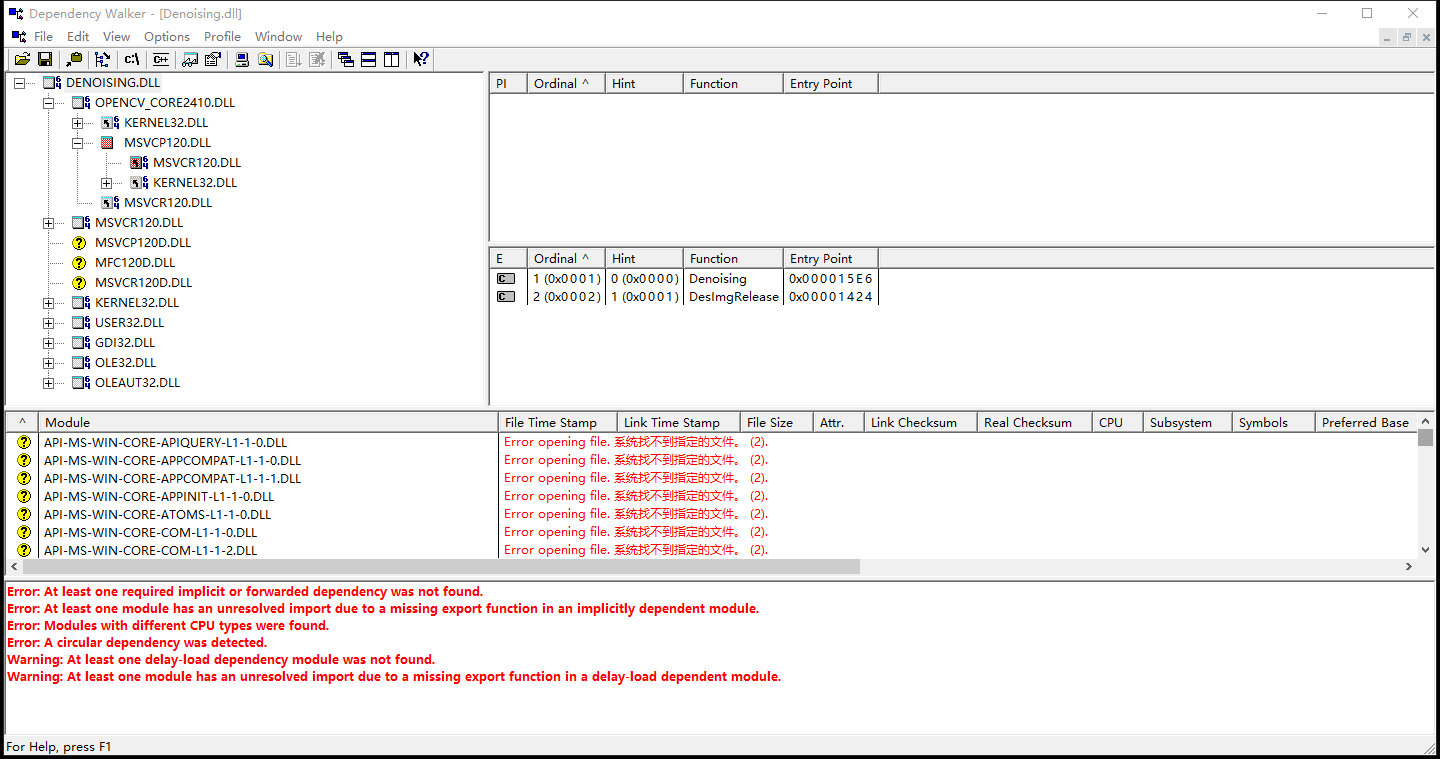 Dependency Walker - [Denoising.dll]
File Edit View Options Profile Window Help
C:\ C++
DENOISING.DLL
OPENCV_CORE2410.DLL
KERNEL32.DLL
MSVCP120.DLL
MSVCR120.DLL
KERNEL32.DLL
MSVCR120.DLL
MSVCR120.DLL
MSVCP120D.DLL
MFC120D.DLL
MSVCR120D.DLL
KERNEL32.DLL
USER32.DLL
GDI32.DLL
OLE32.DLL
OLEAUT32.DLL
PI Ordinal ^ Hint Function Entry Point
E Ordinal ^ Hint Function Entry Point
C 1 (0x0001) 0 (0x0000) Denoising 0x000015E6
C 2 (0x0002) 1 (0x0001) DesImgRelease 0x00001424
^ Module File Time Stamp Link Time Stamp File Size Attr. Link Checksum Real Checksum CPU Subsystem Symbols Preferred Base
API-MS-WIN-CORE-APIQUERY-L1-1-0.DLL Error opening file. 系统找不到指定的文件。 (2).
API-MS-WIN-CORE-APPCOMPAT-L1-1-0.DLL Error opening file. 系统找不到指定的文件。 (2).
API-MS-WIN-CORE-APPCOMPAT-L1-1-1.DLL Error opening file. 系统找不到指定的文件。 (2).
API-MS-WIN-CORE-APPINIT-L1-1-0.DLL Error opening file. 系统找不到指定的文件。 (2).
API-MS-WIN-CORE-ATOMS-L1-1-0.DLL Error opening file. 系统找不到指定的文件。 (2).
API-MS-WIN-CORE-COM-L1-1-0.DLL Error opening file. 系统找不到指定的文件。 (2).
API-MS-WIN-CORE-COM-L1-1-2.DLL Error opening file. 系统找不到指定的文件。 (2).
Error: At least one required implicit or forwarded dependency was not found.
Error: At least one module has an unresolved import due to a missing export function in an implicitly dependent module.
Error: Modules with different CPU types were found.
Error: A circular dependency was detected.
Warning: At least one delay-load dependency module was not found.
Warning: At least one module has an unresolved import due to a missing export function in a delay-load dependent module.
For Help, press F1